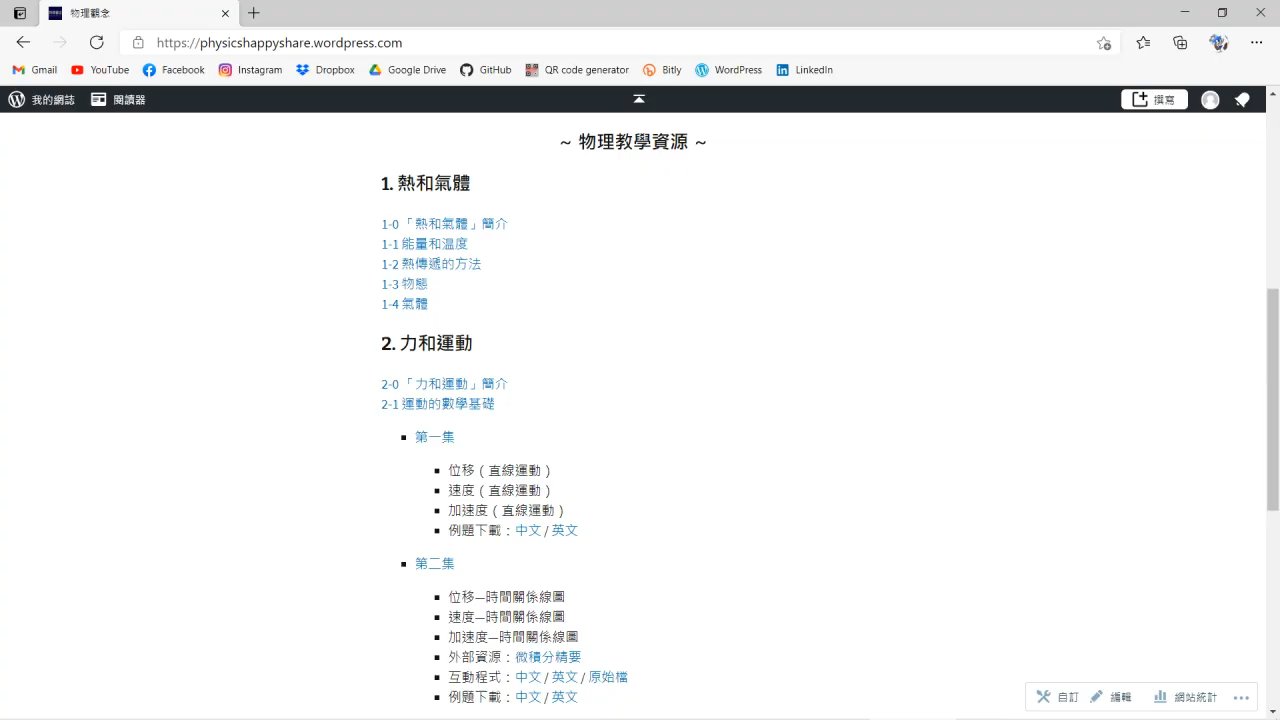 物理觀念
https://physicshappyshare.wordpress.com
Gmail YouTube Facebook Instagram Dropbox Google Drive GitHub QR code generator Bitly WordPress LinkedIn
我的網誌 閱讀器 撰寫
~ 物理教學資源 ~
1. 熱和氣體
1-0「熱和氣體」簡介
1-1 能量和溫度
1-2 熱傳遞的方法
1-3 物態
1-4 氣體
2. 力和運動
2-0「力和運動」簡介
2-1 運動的數學基礎
第一集
位移（直線運動）
速度（直線運動）
加速度（直線運動）
例題下載：中文 / 英文
第二集
位移—時間關係線圖
速度—時間關係線圖
加速度—時間關係線圖
外部資源：微積分精要
互動程式：中文 / 英文 / 原始檔
例題下載：中文 / 英文
自訂 編輯 網站統計